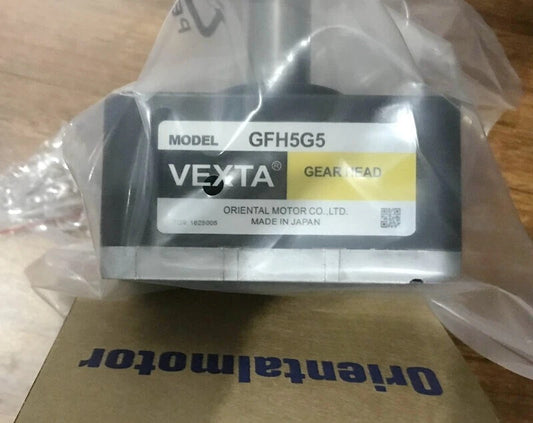 MODEL GFH5G5
VEXTA®
GEAR HEAD
ORIENTAL MOTOR CO.,LTD.
MADE IN JAPAN
Orientalmotor